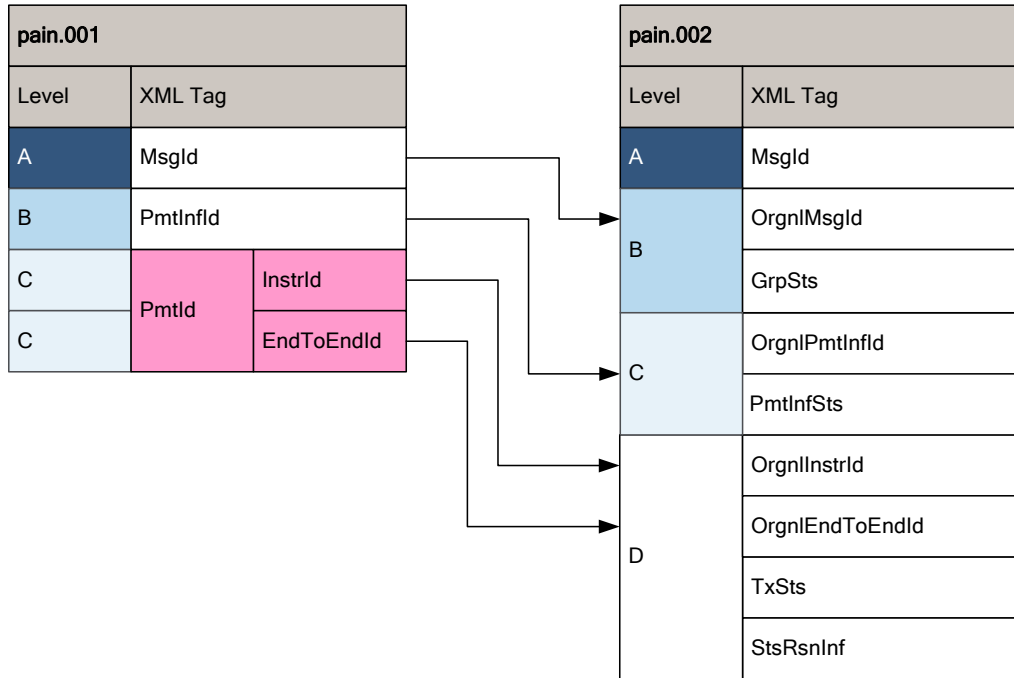 pain.001
Level XML Tag
A MsgId
B PmtInfId
C PmtId InstrId
C EndToEndId
pain.002
Level XML Tag
A MsgId
B OrgnlMsgId
GrpSts
C OrgnlPmtInfId
PmtInfSts
D OrgnlInstrId
OrgnlEndToEndId
TxSts
StsRsnInf